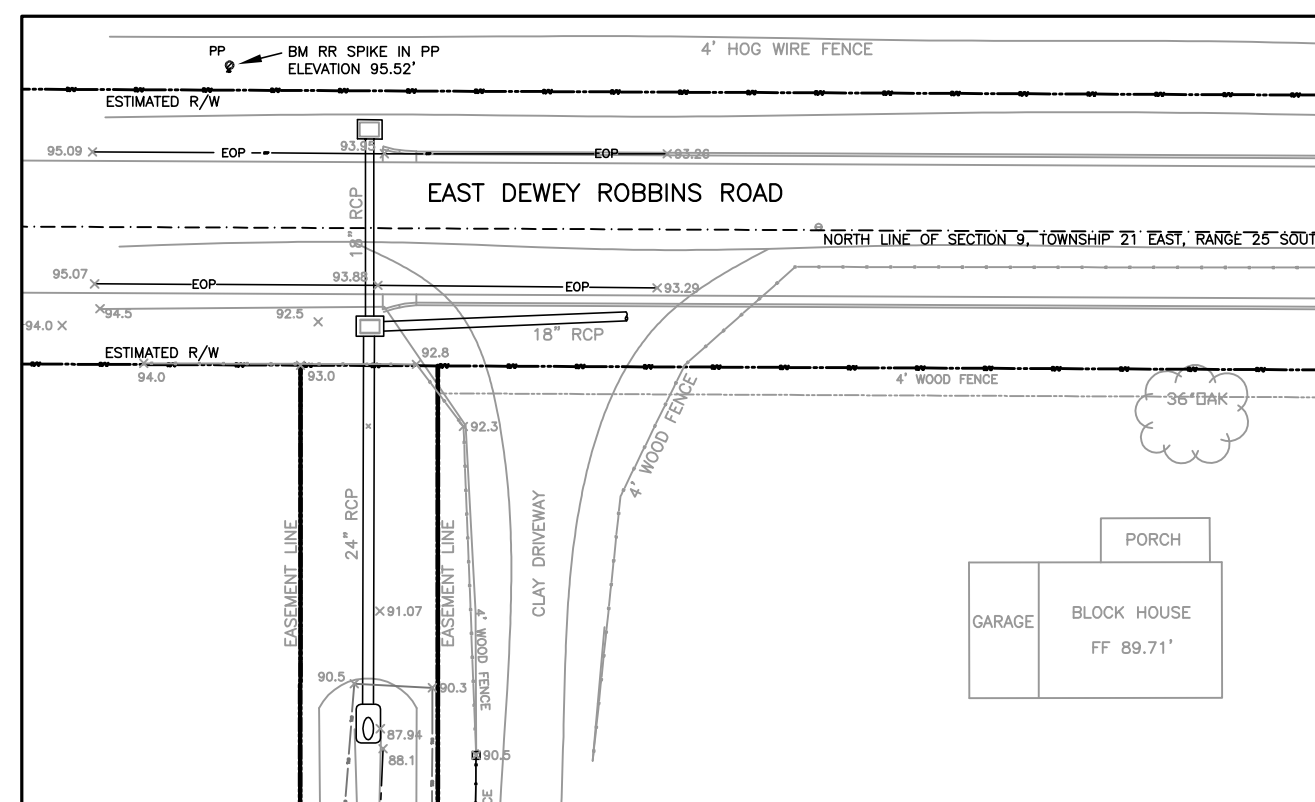 PP
BM RR SPIKE IN PP
ELEVATION 95.52'
4' HOG WIRE FENCE
ESTIMATED R/W
95.09
EOP
93.95
EOP
93.26
EAST DEWEY ROBBINS ROAD
18" RCP
NORTH LINE OF SECTION 9, TOWNSHIP 21 EAST, RANGE 25 SOUT
95.07
EOP
93.88
EOP
93.29
94.5
92.5
94.0
18" RCP
ESTIMATED R/W
92.8
94.0
93.0
4' WOOD FENCE
4' WOOD FENCE
36" OAK
92.3
24" RCP
EASEMENT LINE
EASEMENT LINE
CLAY DRIVEWAY
PORCH
91.07
4' WOOD FENCE
GARAGE
BLOCK HOUSE
FF 89.71'
90.5
90.3
87.94
88.1
90.5